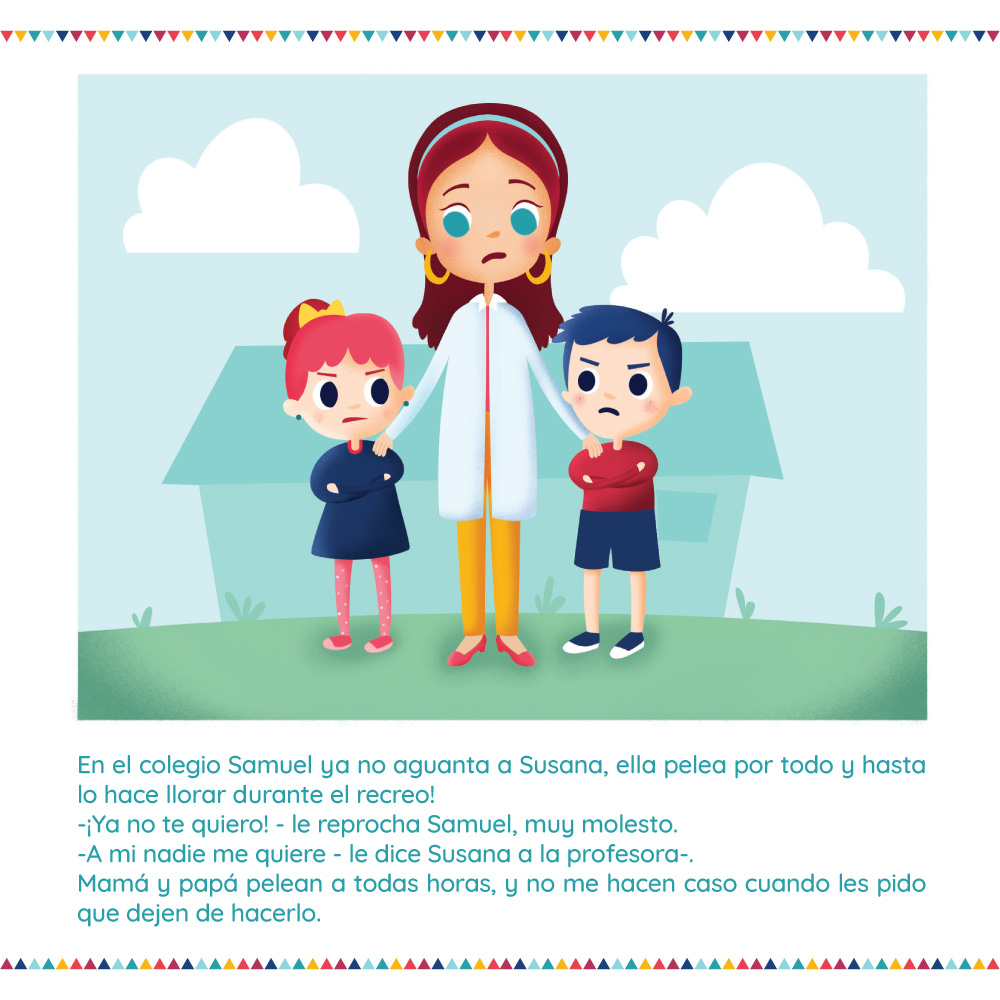 En el colegio Samuel ya no aguanta a Susana, ella pelea por todo y hasta
lo hace llorar durante el recreo!
-¡Ya no te quiero! - le reprocha Samuel, muy molesto.
-A mi nadie me quiere - le dice Susana a la profesora-.
Mamá y papá pelean a todas horas, y no me hacen caso cuando les pido
que dejen de hacerlo.